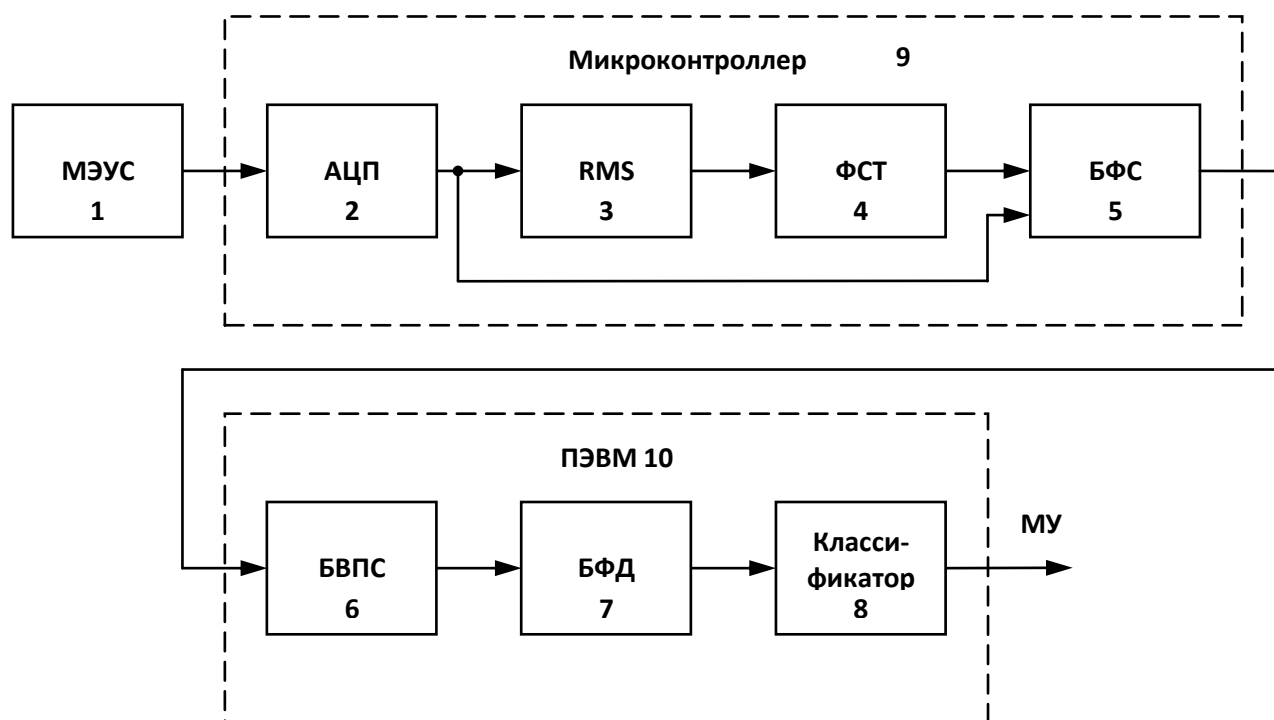 Микроконтроллер 9
МЭУС
1
АЦП
2
RMS
3
ФСТ
4
БФС
5
ПЭВМ 10
БВПС
6
БФД
7
Класси-
фикатор
8
МУ